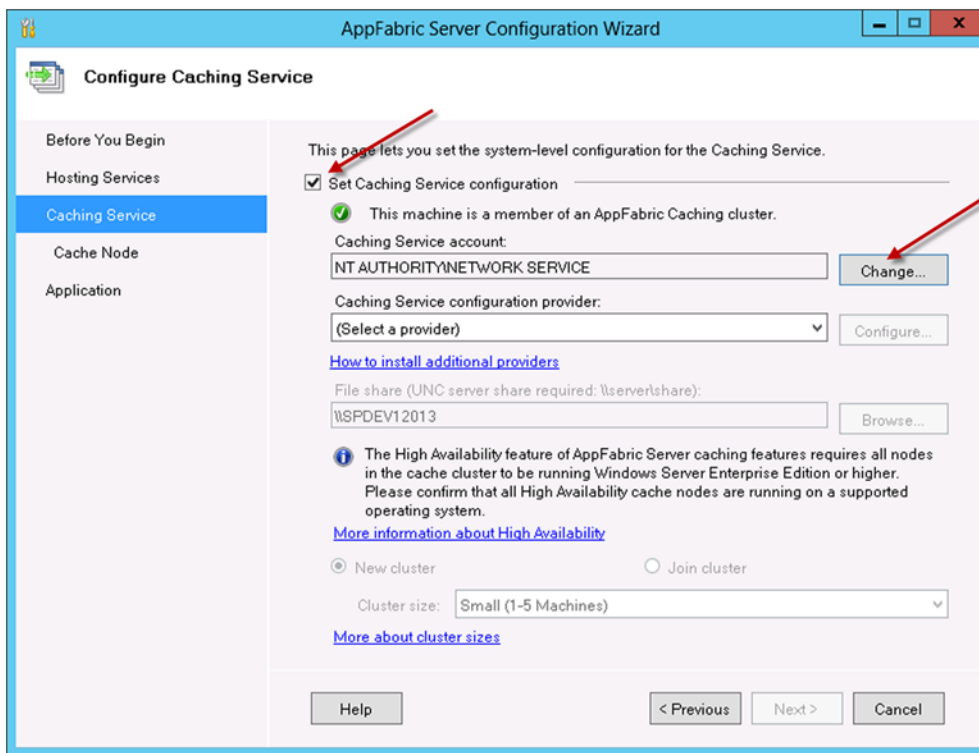 AppFabric Server Configuration Wizard
Configure Caching Service
Before You Begin
Hosting Services
Caching Service
Cache Node
Application
This page lets you set the system-level configuration for the Caching Service.
Set Caching Service configuration
This machine is a member of an AppFabric Caching cluster.
Caching Service account:
NT AUTHORITY\NETWORK SERVICE
Change...
Caching Service configuration provider:
(Select a provider)
Configure...
How to install additional providers
File share (UNC server share required: \\server\share):
\\SPDEV12013
Browse...
The High Availability feature of AppFabric Server caching features requires all nodes
in the cache cluster to be running Windows Server Enterprise Edition or higher.
Please confirm that all High Availability cache nodes are running on a supported
operating system.
More information about High Availability
New cluster
Join cluster
Cluster size:
Small (1-5 Machines)
More about cluster sizes
Help
< Previous
Next >
Cancel